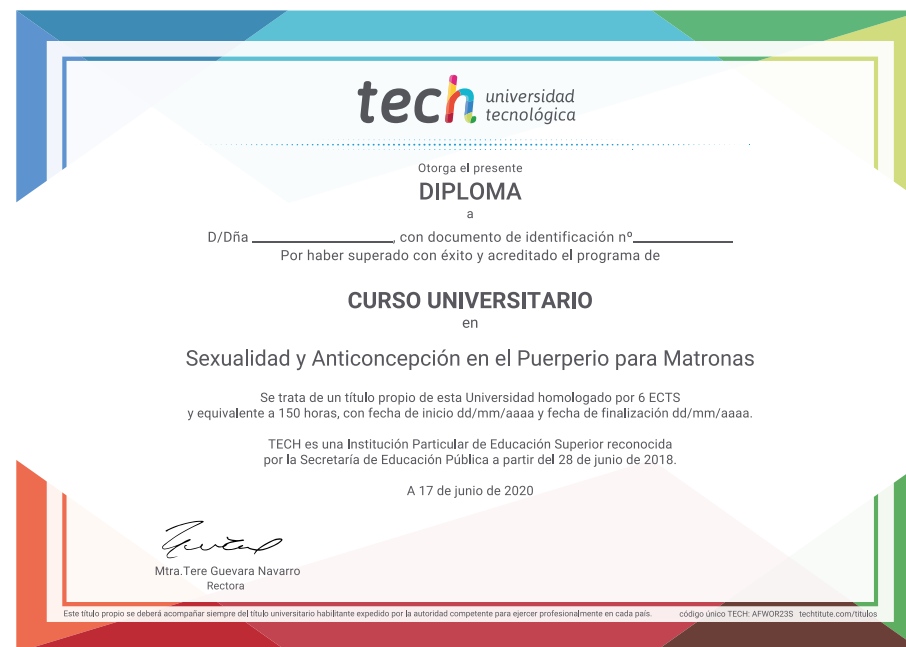 tech universidad
tecnológica
Otorga el presente
DIPLOMA
a
D/Dña ____________________, con documento de identificación nº______________
Por haber superado con éxito y acreditado el programa de
CURSO UNIVERSITARIO
en
Sexualidad y Anticoncepción en el Puerperio para Matronas
Se trata de un título propio de esta Universidad homologado por 6 ECTS
y equivalente a 150 horas, con fecha de inicio dd/mm/aaaa y fecha de finalización dd/mm/aaaa.
TECH es una Institución Particular de Educación Superior reconocida
por la Secretaría de Educación Pública a partir del 28 de junio de 2018.
A 17 de junio de 2020
Mtra.Tere Guevara Navarro
Rectora
Este título propio se deberá acompañar siempre del título universitario habilitante expedido por la autoridad competente para ejercer profesionalmente en cada país. código único TECH: AFWOR23S techtitute.com/titulos